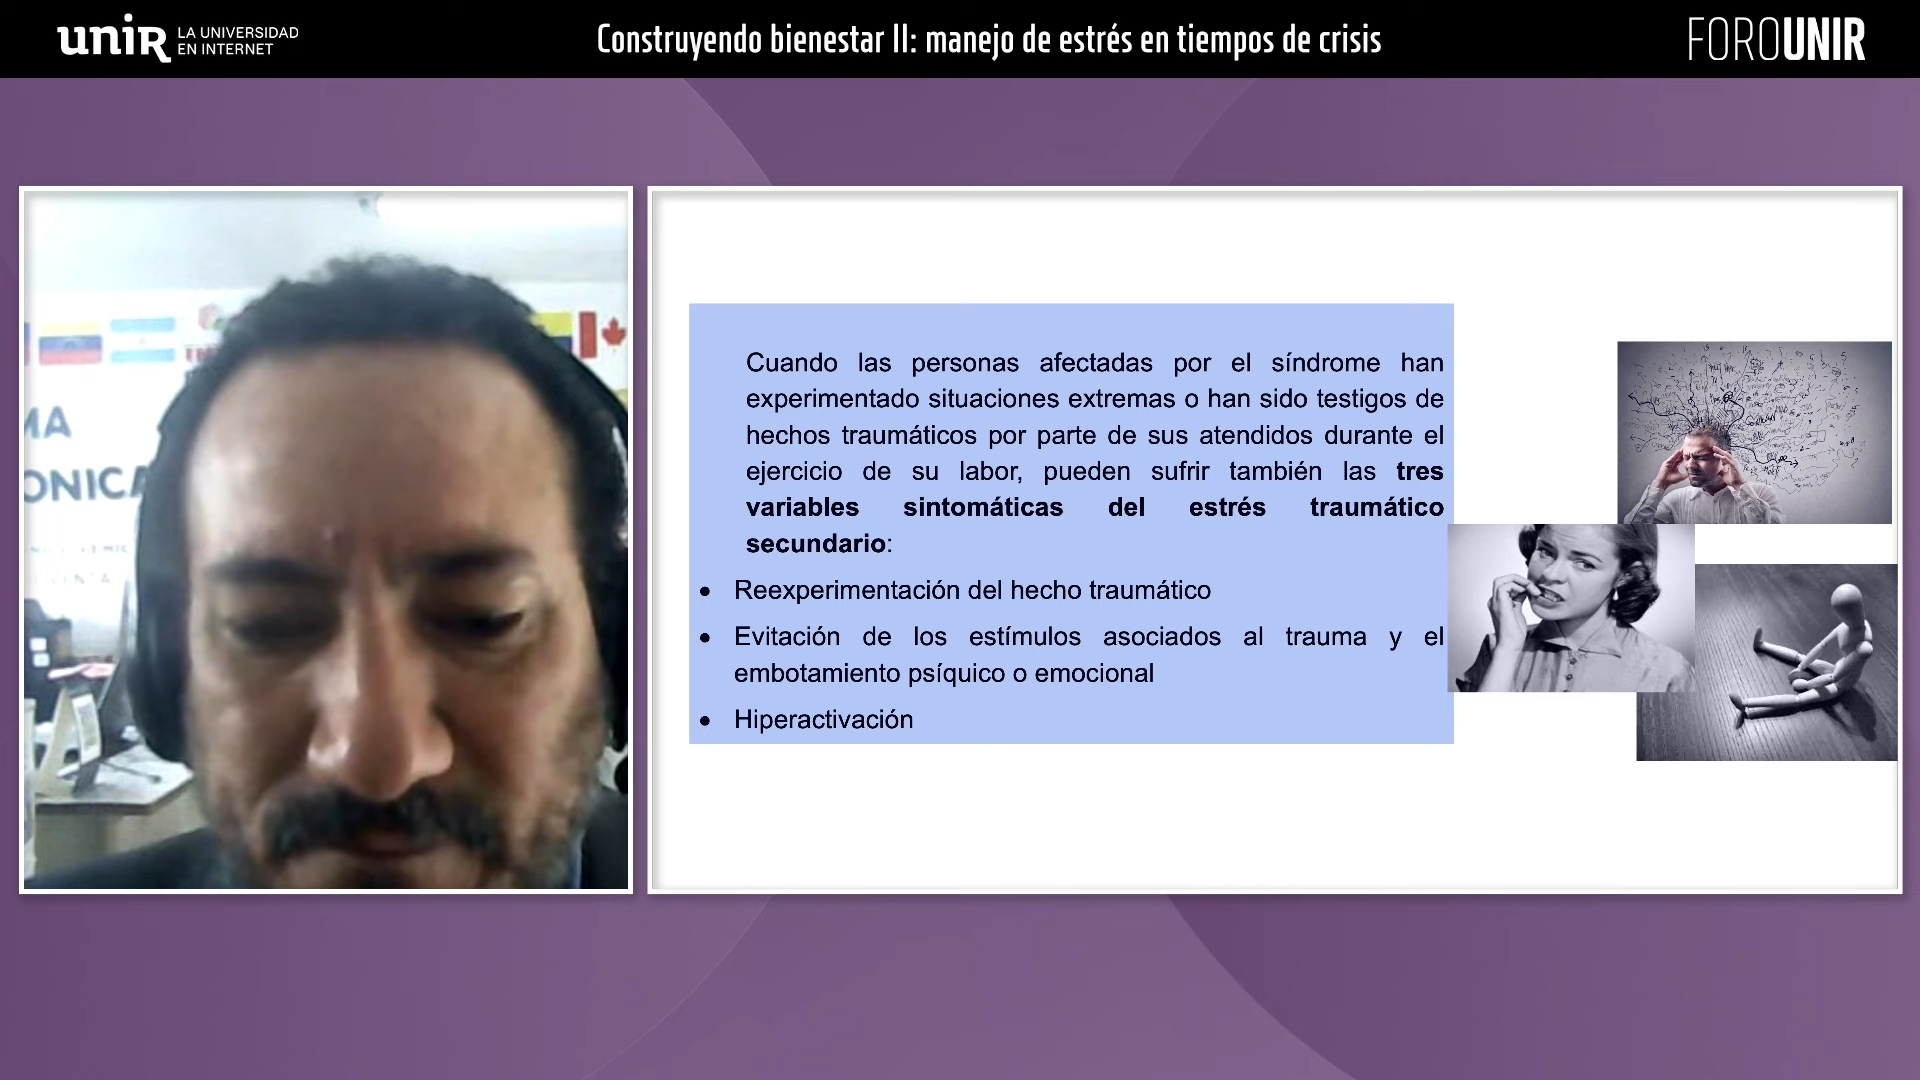 unir LA UNIVERSIDAD
EN INTERNET
Construyendo bienestar II: manejo de estrés en tiempos de crisis
FOROUNIR
MA
ONICA
Cuando las personas afectadas por el síndrome han
experimentado situaciones extremas o han sido testigos de
hechos traumáticos por parte de sus atendidos durante el
ejercicio de su labor, pueden sufrir también las tres
variables sintomáticas del estrés traumático
secundario:
• Reexperimentación del hecho traumático
• Evitación de los estímulos asociados al trauma y el
embotamiento psíquico o emocional
• Hiperactivación